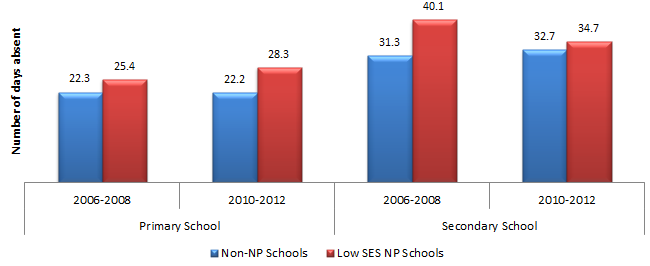 Number of days absent
22.3
25.4
22.2
28.3
31.3
40.1
32.7
34.7
2006-2008
2010-2012
2006-2008
2010-2012
Primary School
Secondary School
Non-NP Schools
Low SES NP Schools